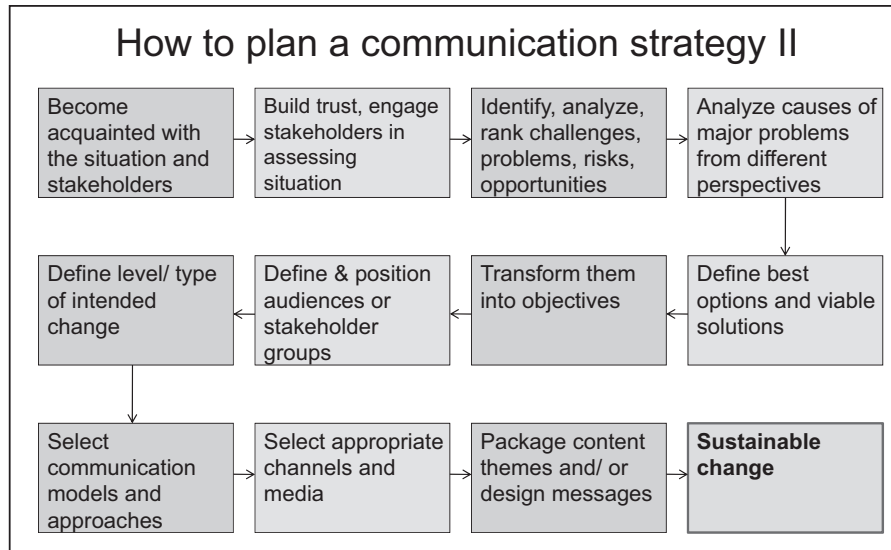 How to plan a communication strategy II
Become
acquainted with
the situation and
stakeholders
Build trust, engage
stakeholders in
assessing
situation
Identify, analyze,
rank challenges,
problems, risks,
opportunities
Analyze causes of
major problems
from different
perspectives
Define best
options and viable
solutions
Transform them
into objectives
Define & position
audiences or
stakeholder
groups
Define level/ type
of intended
change
Select
communication
models and
approaches
Select appropriate
channels and
media
Package content
themes and/ or
design messages
Sustainable
change